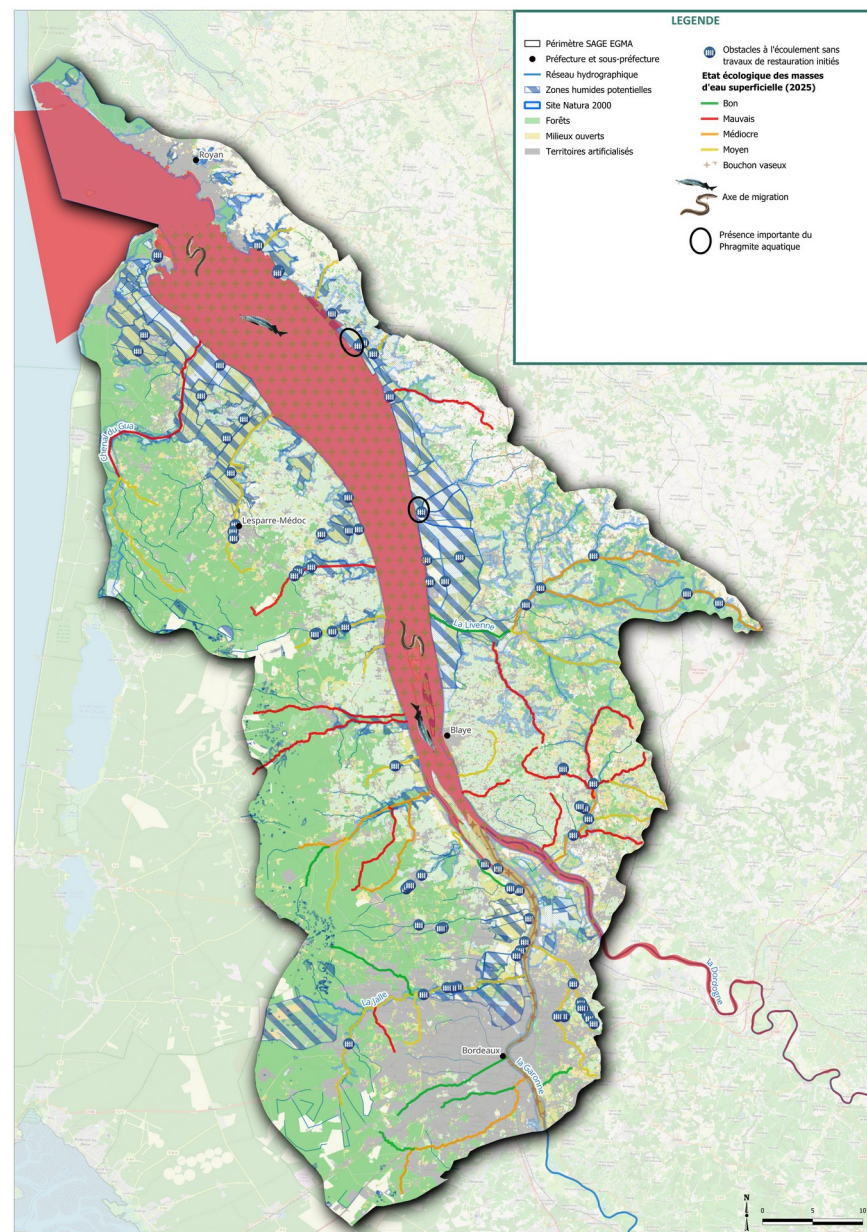 LEGENDE
Périmètre SAGE EGMA
Préfecture et sous-préfecture
Réseau hydrographique
Zones humides potentielles
Site Natura 2000
Forêts
Milieux ouverts
Territoires artificialisés
Obstacles à l'écoulement sans
travaux de restauration initiés
Etat écologique des masses
d'eau superficielle (2025)
Bon
Mauvais
Médiocre
Moyen
Bouchon vaseux
Axe de migration
Présence importante du
Phragmite aquatique
Royan
Chenal du Gua
Lesparre-Médoc
La Livenne
Blaye
La Dordogne
La Jalle
Bordeaux
la Garonne
N
0 5 10